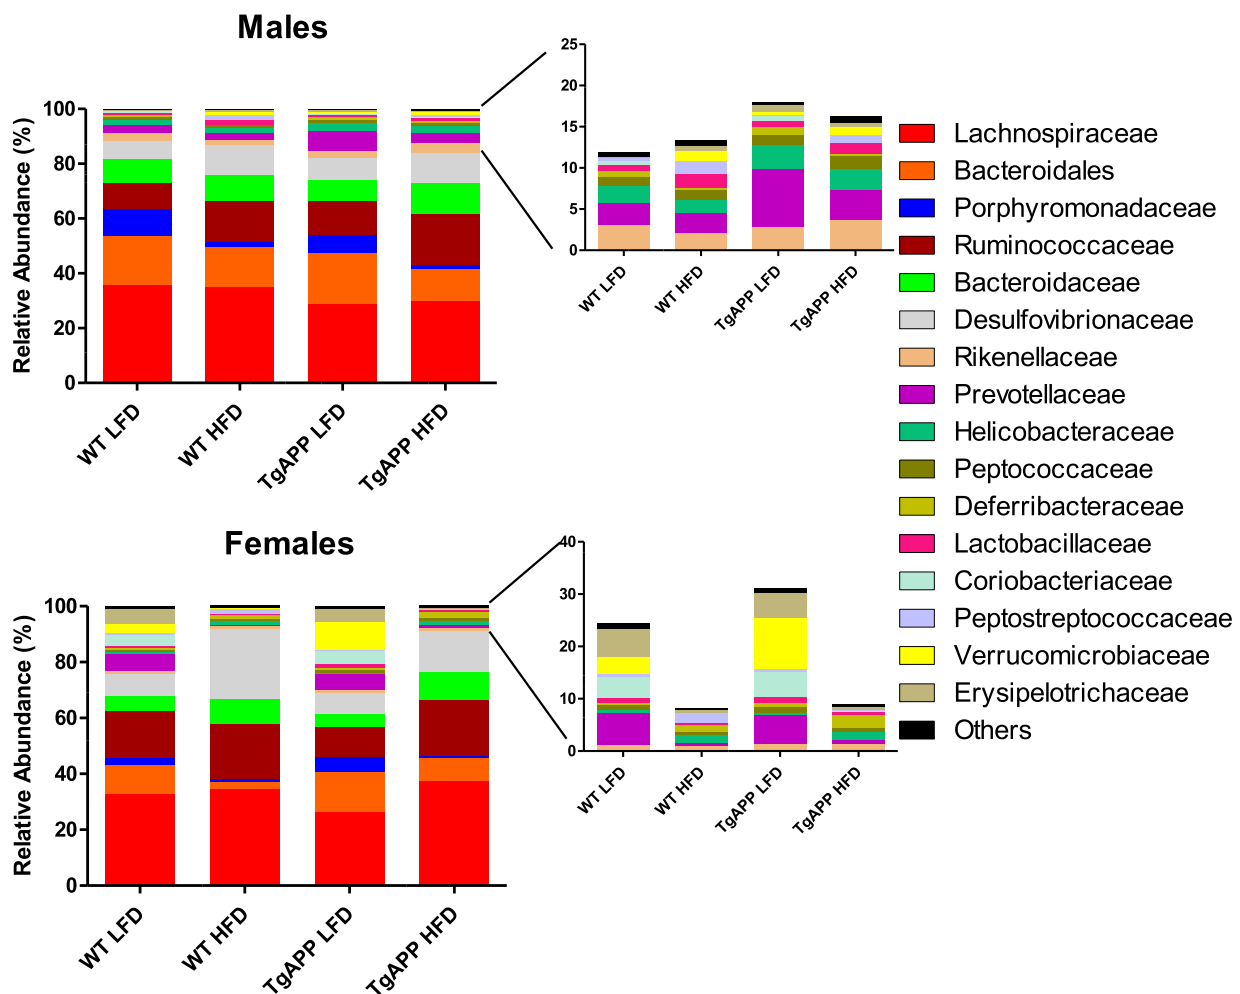 Males
Relative Abundance (%)
100
80
60
40
20
0
WT LFD
WT HFD
TgAPP LFD
TgAPP HFD
25
20
15
10
5
0
WT LFD
WT HFD
TgAPP LFD
TgAPP HFD
Lachnospiraceae
Bacteroidales
Porphyromonadaceae
Ruminococcaceae
Bacteroidaceae
Desulfovibrionaceae
Rikenellaceae
Prevotellaceae
Helicobacteraceae
Peptococcaceae
Deferribacteraceae
Lactobacillaceae
Coriobacteriaceae
Peptostreptococcaceae
Verrucomicrobiaceae
Erysipelotrichaceae
Others
Females
Relative Abundance (%)
100
80
60
40
20
0
WT LFD
WT HFD
TgAPP LFD
TgAPP HFD
40
30
20
10
0
WT LFD
WT HFD
TgAPP LFD
TgAPP HFD